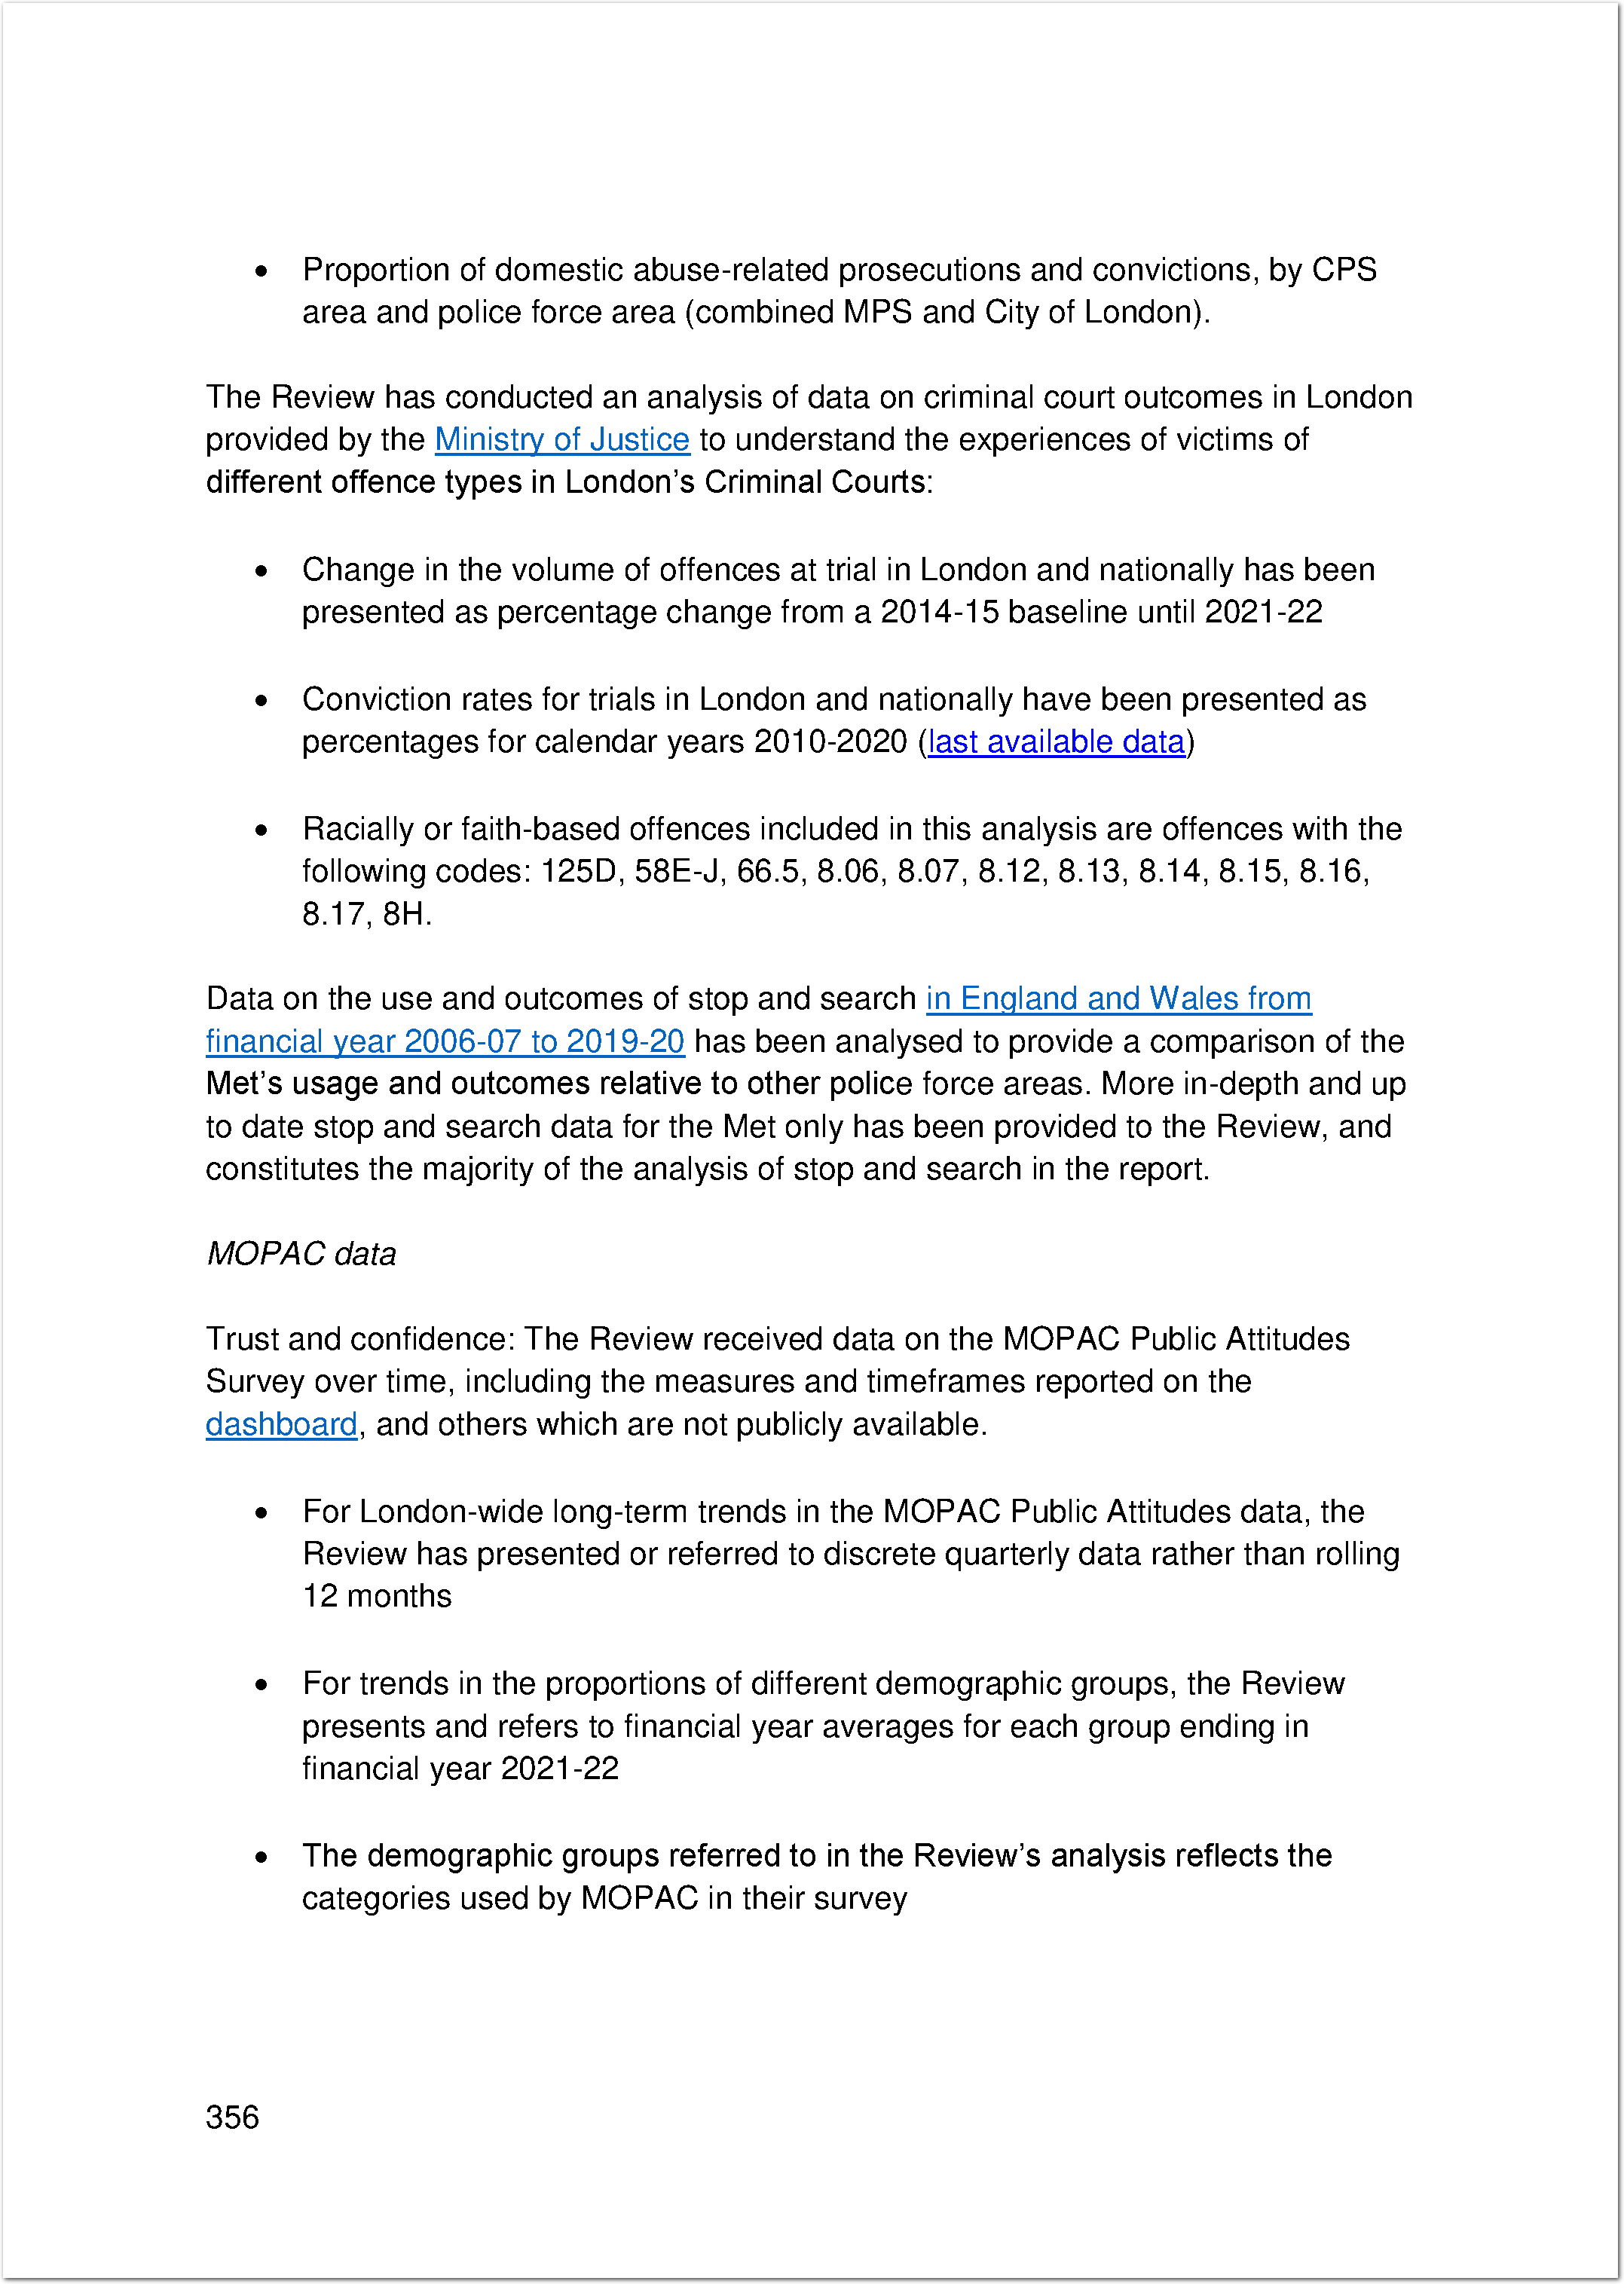 • Proportion of domestic abuse-related prosecutions and convictions, by CPS
area and police force area (combined MPS and City of London).
The Review has conducted an analysis of data on criminal court outcomes in London
provided by the Ministry of Justice to understand the experiences of victims of
different offence types in London’s Criminal Courts:
• Change in the volume of offences at trial in London and nationally has been
presented as percentage change from a 2014-15 baseline until 2021-22
• Conviction rates for trials in London and nationally have been presented as
percentages for calendar years 2010-2020 (last available data)
• Racially or faith-based offences included in this analysis are offences with the
following codes: 125D, 58E-J, 66.5, 8.06, 8.07, 8.12, 8.13, 8.14, 8.15, 8.16,
8.17, 8H.
Data on the use and outcomes of stop and search in England and Wales from
financial year 2006-07 to 2019-20 has been analysed to provide a comparison of the
Met’s usage and outcomes relative to other police force areas. More in-depth and up
to date stop and search data for the Met only has been provided to the Review, and
constitutes the majority of the analysis of stop and search in the report.
MOPAC data
Trust and confidence: The Review received data on the MOPAC Public Attitudes
Survey over time, including the measures and timeframes reported on the
dashboard, and others which are not publicly available.
• For London-wide long-term trends in the MOPAC Public Attitudes data, the
Review has presented or referred to discrete quarterly data rather than rolling
12 months
• For trends in the proportions of different demographic groups, the Review
presents and refers to financial year averages for each group ending in
financial year 2021-22
• The demographic groups referred to in the Review’s analysis reflects the
categories used by MOPAC in their survey
356